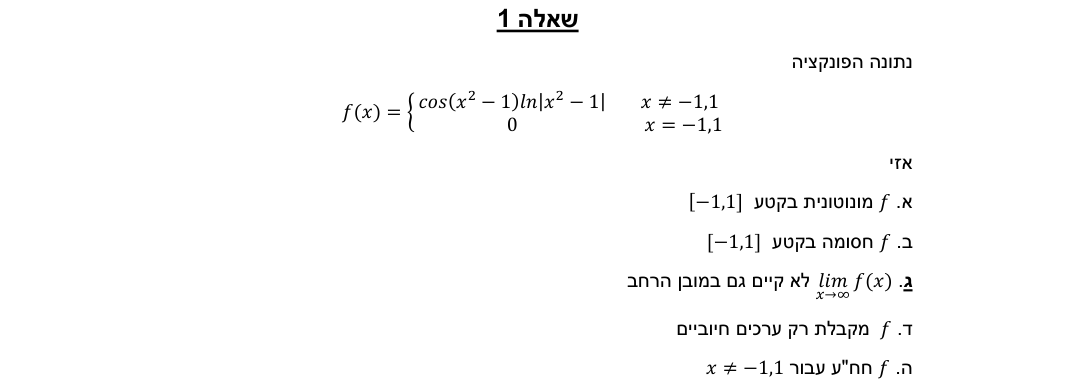 שאלה 1
נתונה הפונקציה
f(x) = { cos(x² − 1)ln|x² − 1|   x ≠ −1,1
0   x = −1,1
אזי
א. f מונוטונית בקטע [−1,1]
ב. f חסומה בקטע [−1,1]
ג. lim x→∞ f(x) לא קיים גם במובן הרחב
ד. f מקבלת רק ערכים חיוביים
ה. f חח"ע עבור x ≠ −1,1